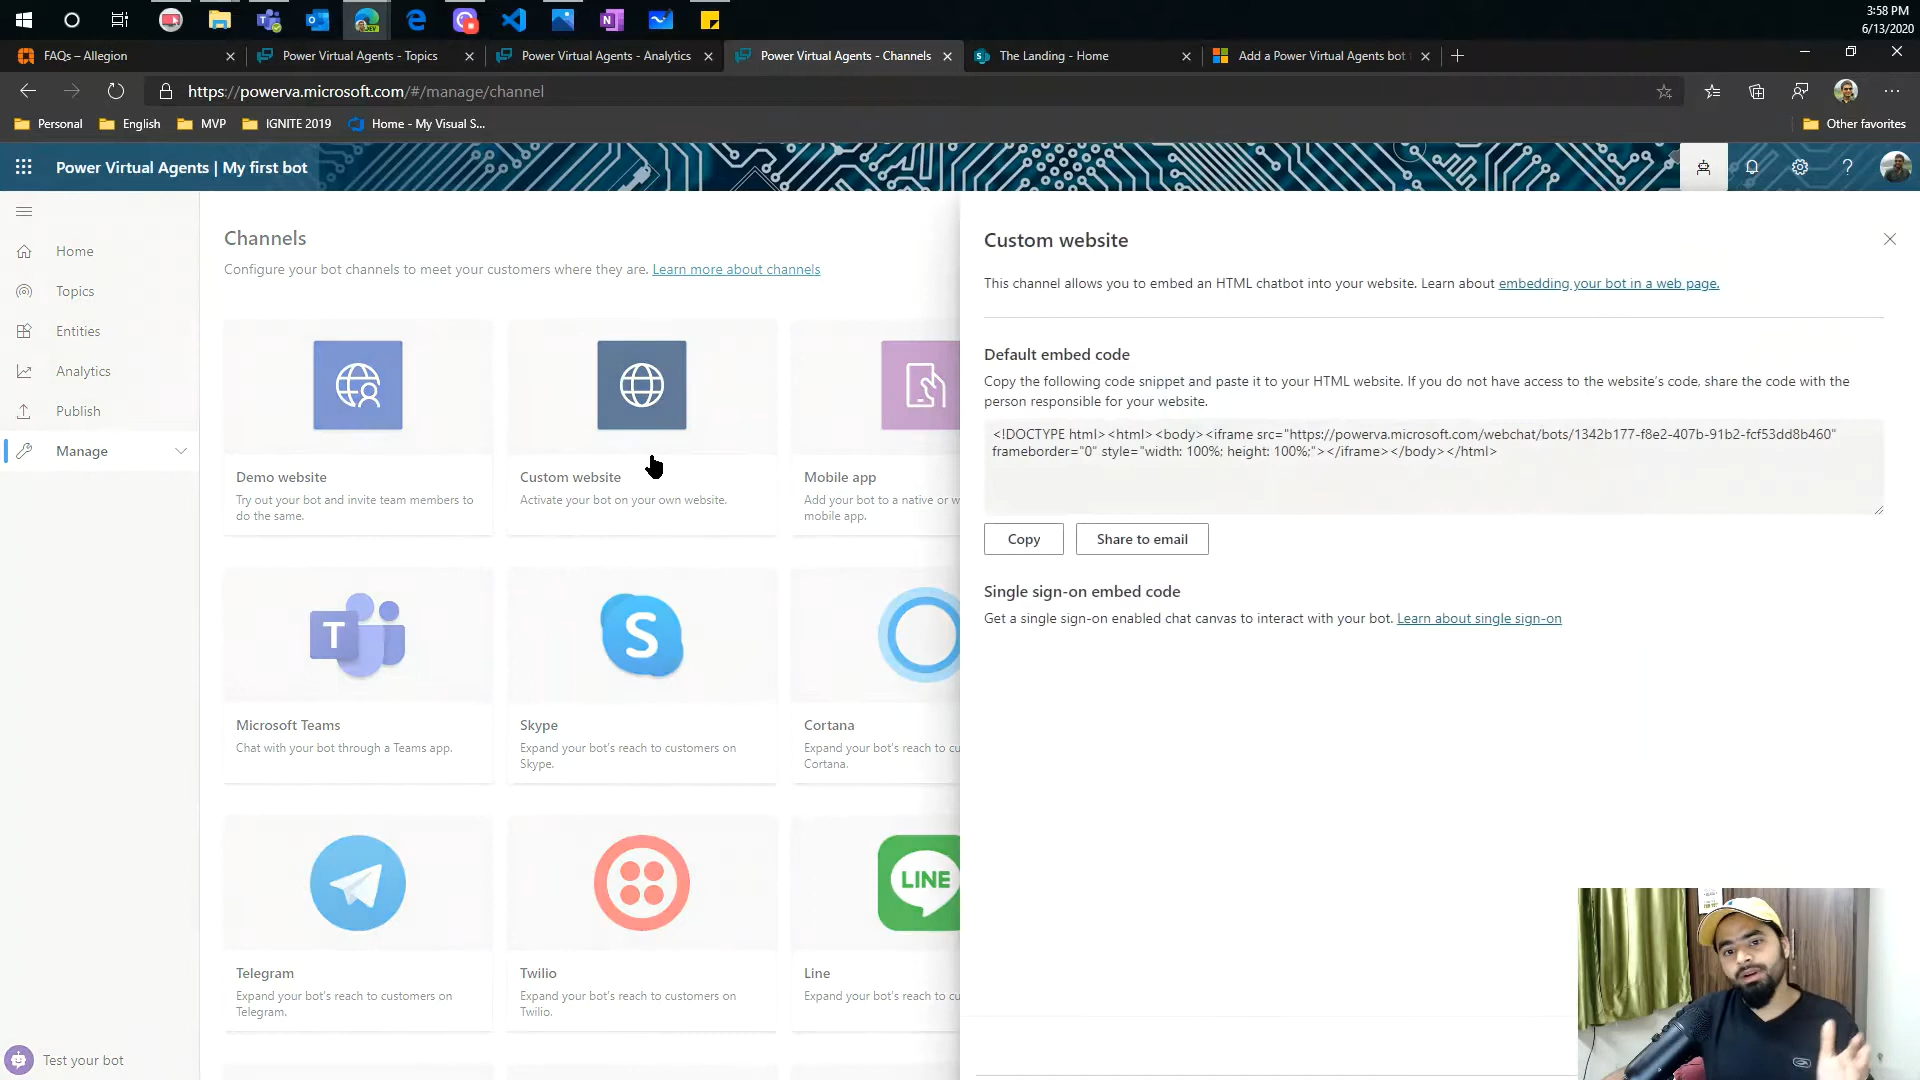 3:58 PM
6/13/2020
FAQs – Allegion
Power Virtual Agents - Topics
Power Virtual Agents - Analytics
Power Virtual Agents - Channels
The Landing - Home
Add a Power Virtual Agents bot
https://powerva.microsoft.com/#/manage/channel
Personal
English
MVP
IGNITE 2019
Home - My Visual S...
Other favorites
Power Virtual Agents | My first bot
Home
Topics
Entities
Analytics
Publish
Manage
Test your bot
Channels
Configure your bot channels to meet your customers where they are. Learn more about channels
Demo website
Try out your bot and invite team members to
do the same.
Custom website
Activate your bot on your own website.
Mobile app
Add your bot to a native or w
mobile app.
T
Microsoft Teams
Chat with your bot through a Teams app.
S
Skype
Expand your bot's reach to customers on
Skype.
Cortana
Expand your bot's reach to cu
Cortana.
Telegram
Expand your bot's reach to customers on
Telegram.
Twilio
Expand your bot's reach to customers on
Twilio.
LINE
Line
Expand your bot's reach to cu
Custom website
This channel allows you to embed an HTML chatbot into your website. Learn about embedding your bot in a web page.
Default embed code
Copy the following code snippet and paste it to your HTML website. If you do not have access to the website's code, share the code with the
person responsible for your website.
<!DOCTYPE html><html><body><iframe src="https://powerva.microsoft.com/webchat/bots/1342b177-f8e2-407b-91b2-fcf53dd8b460"
frameborder="0" style="width: 100%; height: 100%;"></iframe></body></html>
Copy
Share to email
Single sign-on embed code
Get a single sign-on enabled chat canvas to interact with your bot. Learn about single sign-on